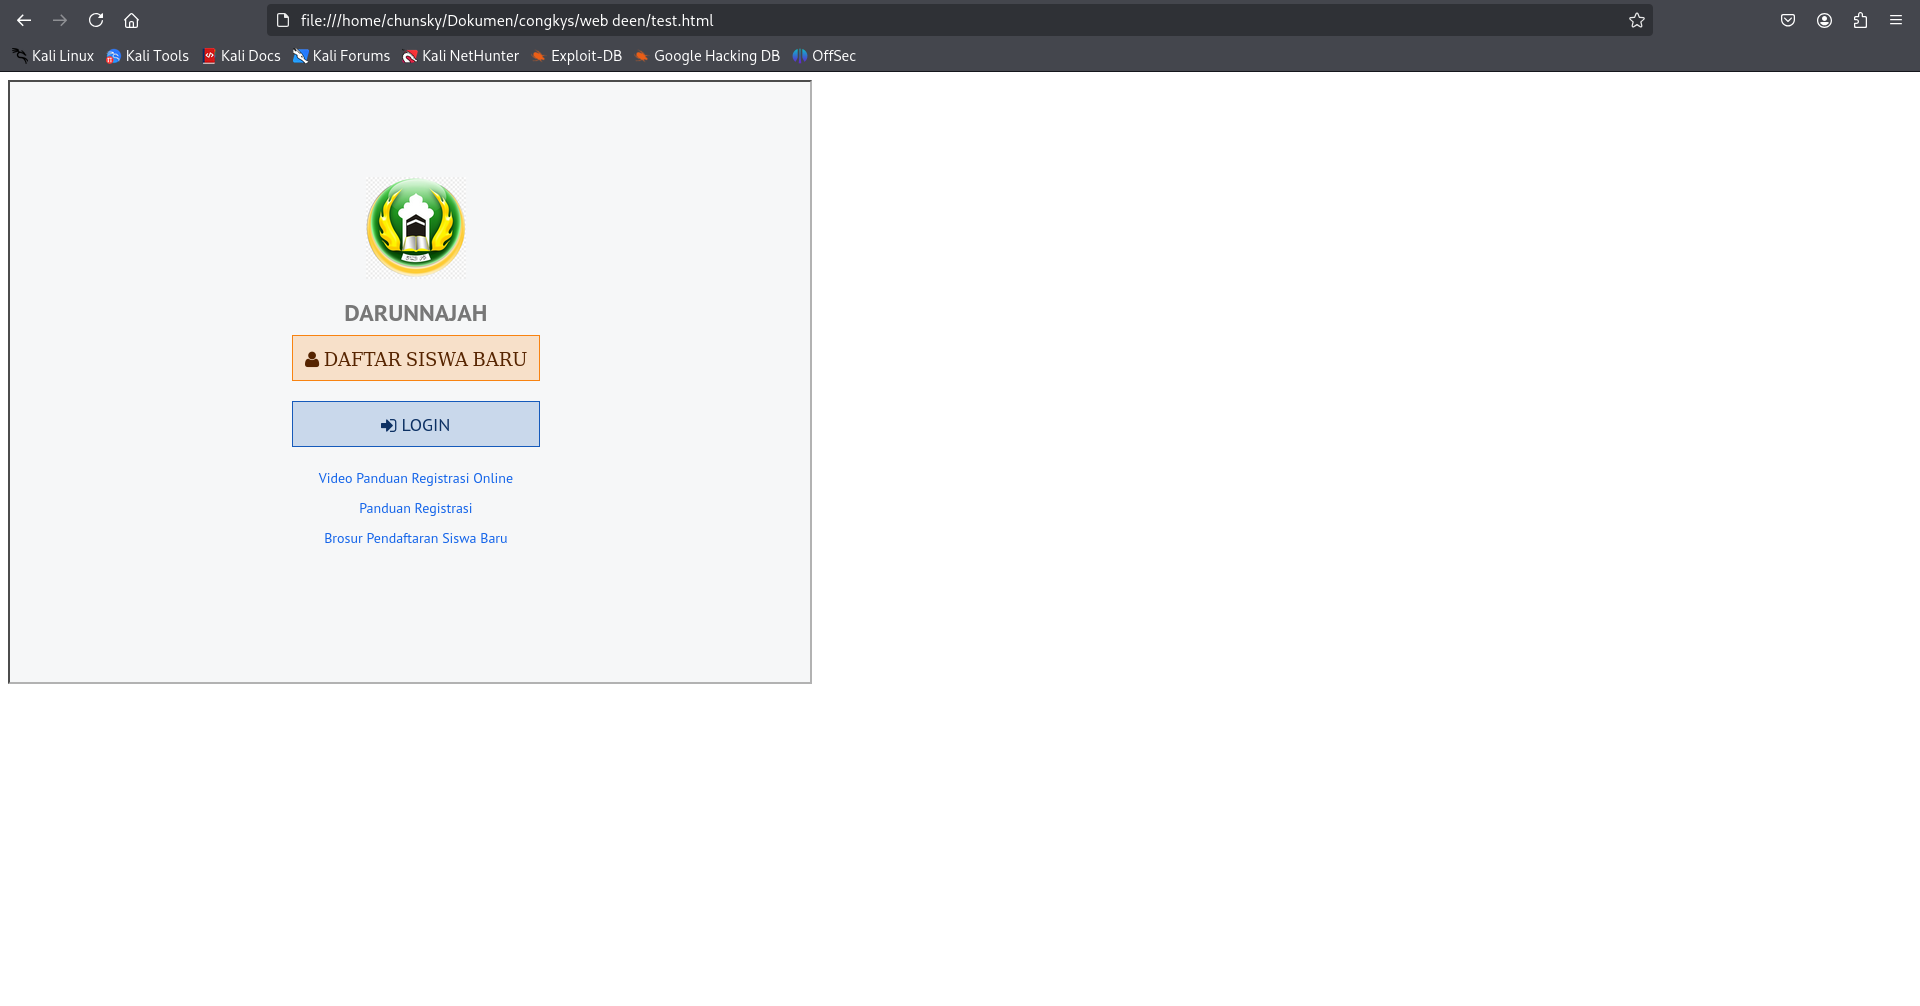 file:///home/chunsky/Dokumen/congkys/web deen/test.html
Kali Linux Kali Tools Kali Docs Kali Forums Kali NetHunter Exploit-DB Google Hacking DB OffSec
DARUNNAJAH
DAFTAR SISWA BARU
LOGIN
Video Panduan Registrasi Online
Panduan Registrasi
Brosur Pendaftaran Siswa Baru